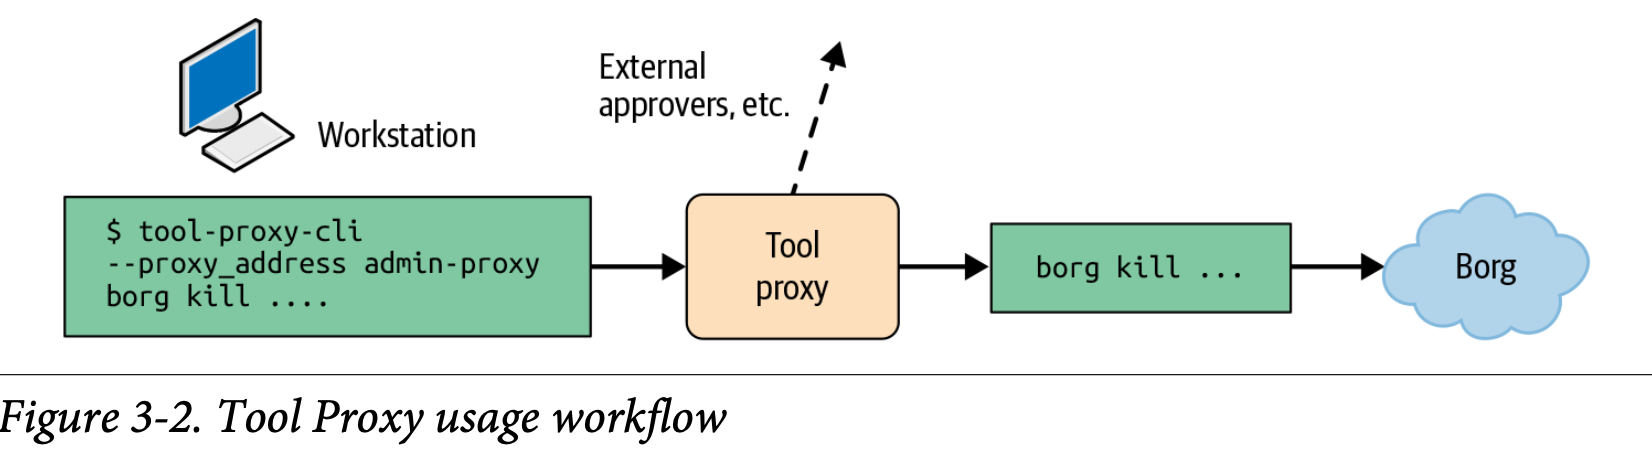 Workstation
External
approvers, etc.
$ tool-proxy-cli
--proxy_address admin-proxy
borg kill ....
Tool
proxy
borg kill ...
Borg
Figure 3-2. Tool Proxy usage workflow